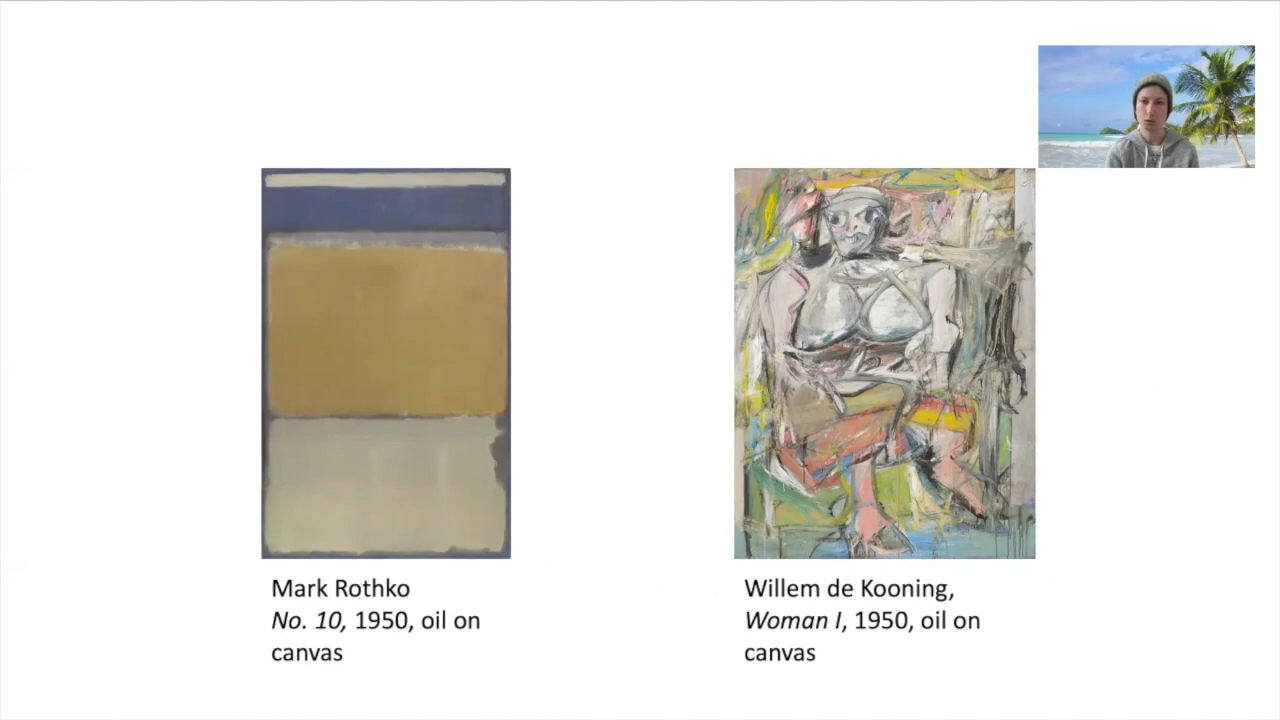 Mark Rothko
No. 10, 1950, oil on
canvas
Willem de Kooning,
Woman I, 1950, oil on
canvas